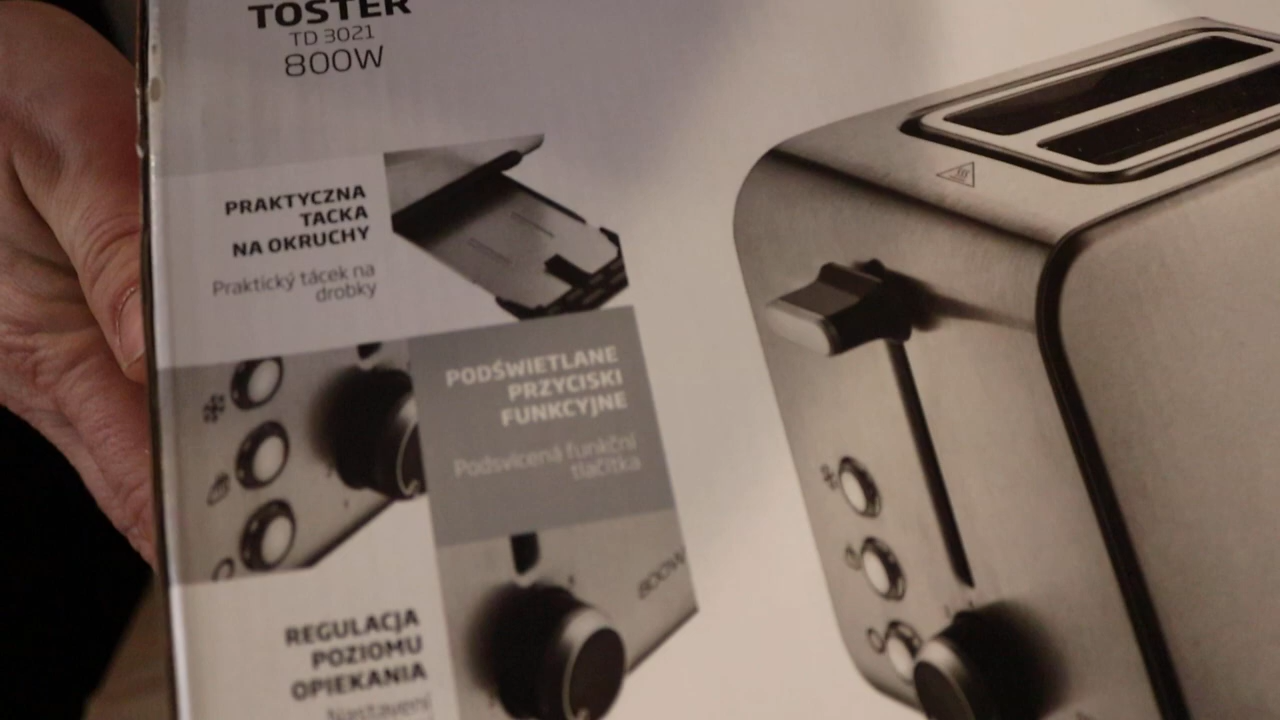 TOSTER
TD 3021
800W
PRAKTYCZNA
TACKA
NA OKRUCHY
Praktický tácek na
drobky
PODŚWIETLANE
PRZYCISKI
FUNKCYJNE
Podsvícená funkční
tlačítka
800W
REGULACJA
POZIOMU
OPIEKANIA
Nastavení